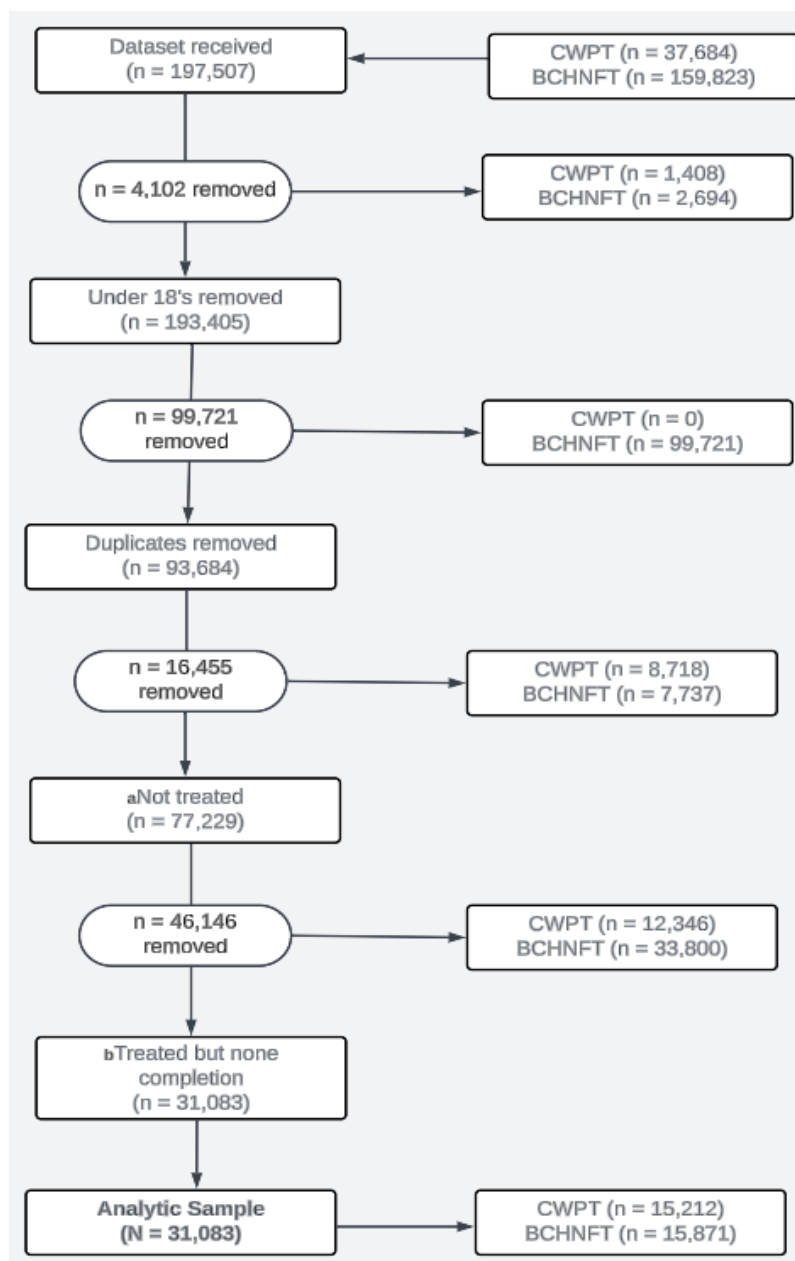 Dataset received
(n = 197,507)
CWPT (n = 37,684)
BCHNFT (n = 159,823)
n = 4,102 removed
CWPT (n = 1,408)
BCHNFT (n = 2,694)
Under 18's removed
(n = 193,405)
n = 99,721
removed
CWPT (n = 0)
BCHNFT (n = 99,721)
Duplicates removed
(n = 93,684)
n = 16,455
removed
CWPT (n = 8,718)
BCHNFT (n = 7,737)
aNot treated
(n = 77,229)
n = 46,146
removed
CWPT (n = 12,346)
BCHNFT (n = 33,800)
bTreated but none
completion
(n = 31,083)
Analytic Sample
(N = 31,083)
CWPT (n = 15,212)
BCHNFT (n = 15,871)